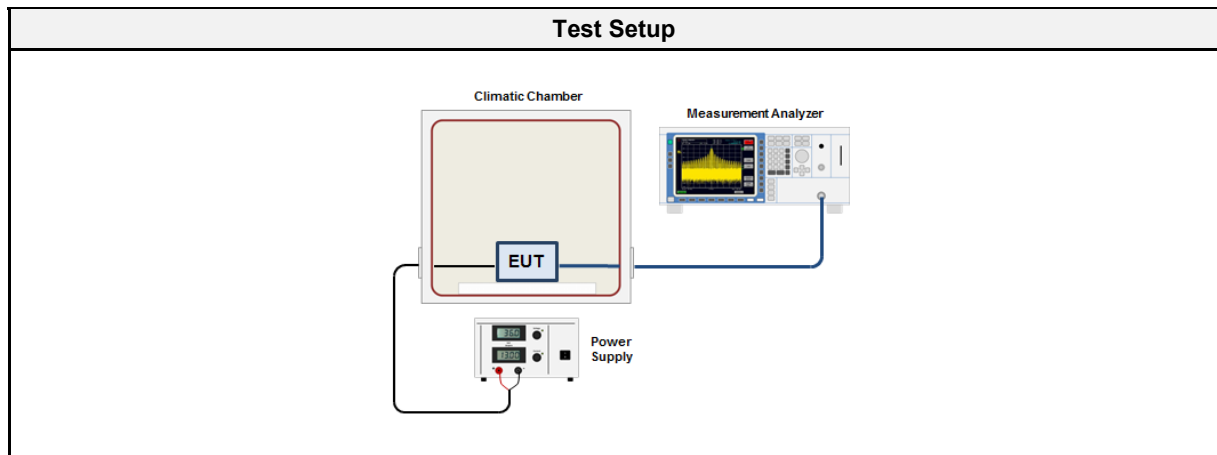 Test Setup
Climatic Chamber
Measurement Analyzer
EUT
Power
Supply